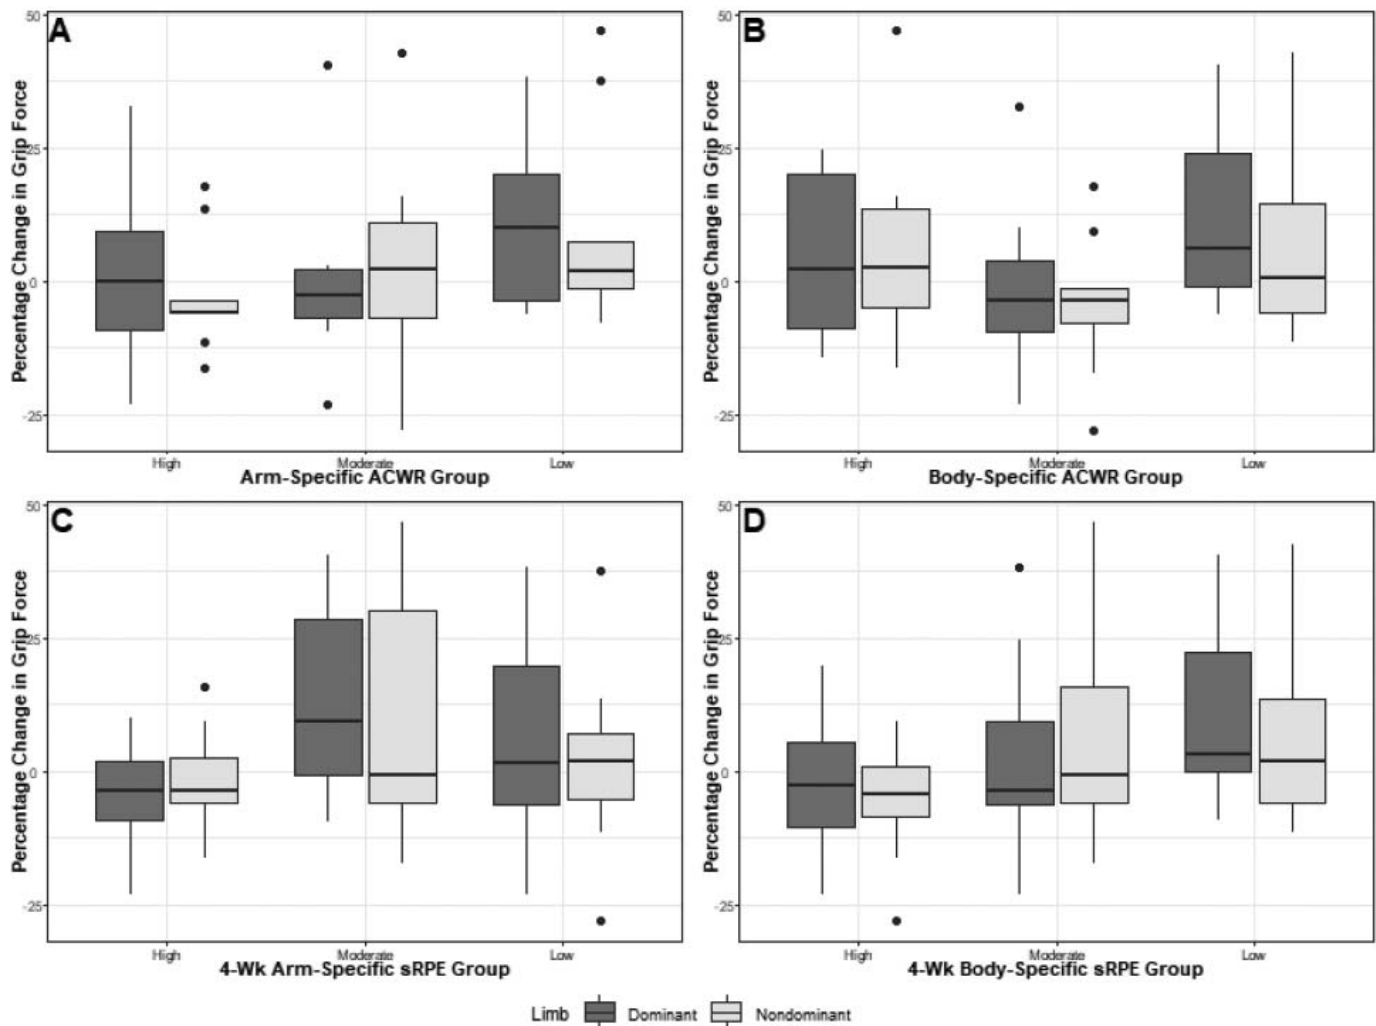 A
B
50
25
0
-25
Percentage Change in Grip Force
High
Moderate
Low
Arm-Specific ACWR Group
50
25
0
-25
Percentage Change in Grip Force
High
Moderate
Low
Body-Specific ACWR Group
C
D
50
25
0
-25
Percentage Change in Grip Force
High
Moderate
Low
4-Wk Arm-Specific sRPE Group
50
25
0
-25
Percentage Change in Grip Force
High
Moderate
Low
4-Wk Body-Specific sRPE Group
Limb Dominant Nondominant